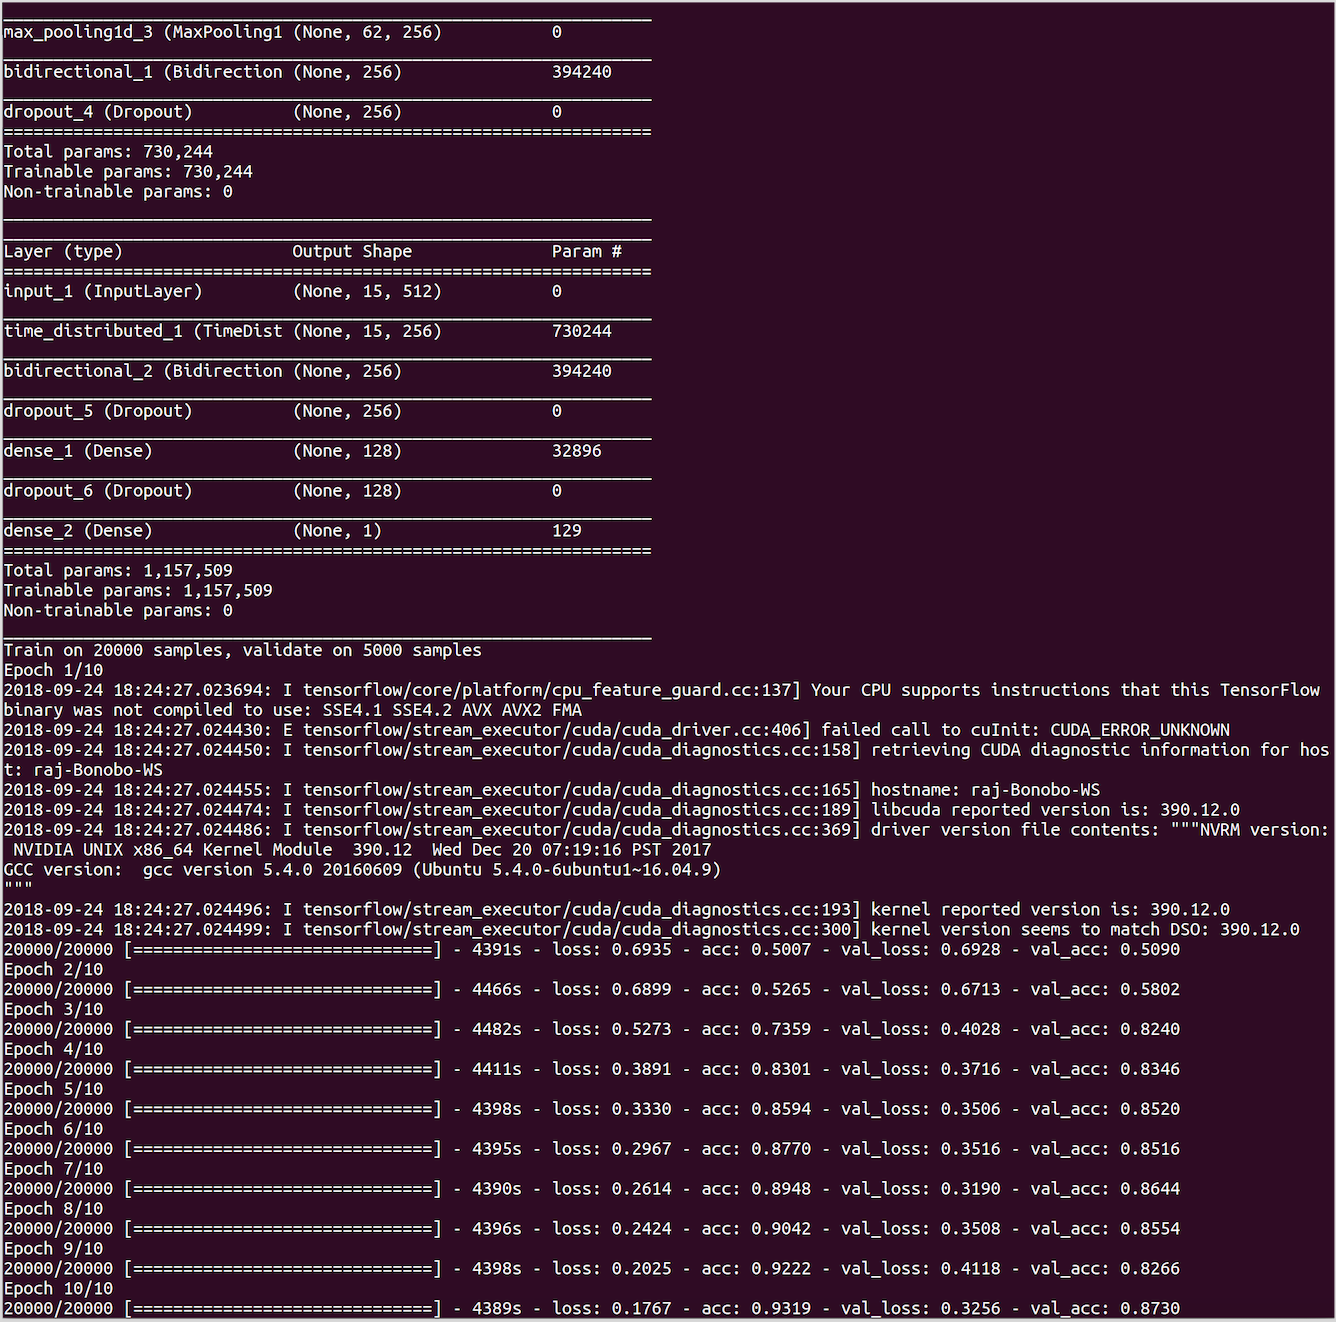 max_pooling1d_3 (MaxPooling1 (None, 62, 256)           0
_________________________________________________________________
bidirectional_1 (Bidirection (None, 256)               394240
_________________________________________________________________
dropout_4 (Dropout)          (None, 256)               0
=================================================================
Total params: 730,244
Trainable params: 730,244
Non-trainable params: 0
_________________________________________________________________
_________________________________________________________________
Layer (type)                 Output Shape              Param #
=================================================================
input_1 (InputLayer)         (None, 15, 512)           0
_________________________________________________________________
time_distributed_1 (TimeDist (None, 15, 256)           730244
_________________________________________________________________
bidirectional_2 (Bidirection (None, 256)               394240
_________________________________________________________________
dropout_5 (Dropout)          (None, 256)               0
_________________________________________________________________
dense_1 (Dense)              (None, 128)               32896
_________________________________________________________________
dropout_6 (Dropout)          (None, 128)               0
_________________________________________________________________
dense_2 (Dense)              (None, 1)                 129
=================================================================
Total params: 1,157,509
Trainable params: 1,157,509
Non-trainable params: 0
_________________________________________________________________
Train on 20000 samples, validate on 5000 samples
Epoch 1/10
2018-09-24 18:24:27.023694: I tensorflow/core/platform/cpu_feature_guard.cc:137] Your CPU supports instructions that this TensorFlow
binary was not compiled to use: SSE4.1 SSE4.2 AVX AVX2 FMA
2018-09-24 18:24:27.024430: E tensorflow/stream_executor/cuda/cuda_driver.cc:406] failed call to cuInit: CUDA_ERROR_UNKNOWN
2018-09-24 18:24:27.024450: I tensorflow/stream_executor/cuda/cuda_diagnostics.cc:158] retrieving CUDA diagnostic information for hos
t: raj-Bonobo-WS
2018-09-24 18:24:27.024455: I tensorflow/stream_executor/cuda/cuda_diagnostics.cc:165] hostname: raj-Bonobo-WS
2018-09-24 18:24:27.024474: I tensorflow/stream_executor/cuda/cuda_diagnostics.cc:189] libcuda reported version is: 390.12.0
2018-09-24 18:24:27.024486: I tensorflow/stream_executor/cuda/cuda_diagnostics.cc:369] driver version file contents: """NVRM version:
 NVIDIA UNIX x86_64 Kernel Module  390.12  Wed Dec 20 07:19:16 PST 2017
GCC version:  gcc version 5.4.0 20160609 (Ubuntu 5.4.0-6ubuntu1~16.04.9)
"""
2018-09-24 18:24:27.024496: I tensorflow/stream_executor/cuda/cuda_diagnostics.cc:193] kernel reported version is: 390.12.0
2018-09-24 18:24:27.024499: I tensorflow/stream_executor/cuda/cuda_diagnostics.cc:300] kernel version seems to match DSO: 390.12.0
20000/20000 [==============================] - 4391s - loss: 0.6935 - acc: 0.5007 - val_loss: 0.6928 - val_acc: 0.5090
Epoch 2/10
20000/20000 [==============================] - 4466s - loss: 0.6899 - acc: 0.5265 - val_loss: 0.6713 - val_acc: 0.5802
Epoch 3/10
20000/20000 [==============================] - 4482s - loss: 0.5273 - acc: 0.7359 - val_loss: 0.4028 - val_acc: 0.8240
Epoch 4/10
20000/20000 [==============================] - 4411s - loss: 0.3891 - acc: 0.8301 - val_loss: 0.3716 - val_acc: 0.8346
Epoch 5/10
20000/20000 [==============================] - 4398s - loss: 0.3330 - acc: 0.8594 - val_loss: 0.3506 - val_acc: 0.8520
Epoch 6/10
20000/20000 [==============================] - 4395s - loss: 0.2967 - acc: 0.8770 - val_loss: 0.3516 - val_acc: 0.8516
Epoch 7/10
20000/20000 [==============================] - 4390s - loss: 0.2614 - acc: 0.8948 - val_loss: 0.3190 - val_acc: 0.8644
Epoch 8/10
20000/20000 [==============================] - 4396s - loss: 0.2424 - acc: 0.9042 - val_loss: 0.3508 - val_acc: 0.8554
Epoch 9/10
20000/20000 [==============================] - 4398s - loss: 0.2025 - acc: 0.9222 - val_loss: 0.4118 - val_acc: 0.8266
Epoch 10/10
20000/20000 [==============================] - 4389s - loss: 0.1767 - acc: 0.9319 - val_loss: 0.3256 - val_acc: 0.8730